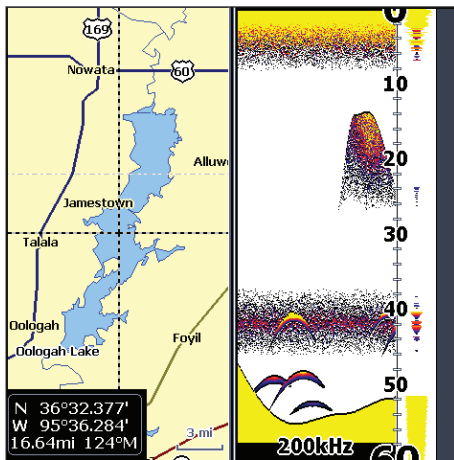 169
Nowata
60
Alluw
Jamestown
Talala
Oologah
Oologah Lake
Foyil
N 36°32.377'
W 95°36.284'
16.64mi 124°M
3 mi
0
10
20
30
40
50
60
200kHz